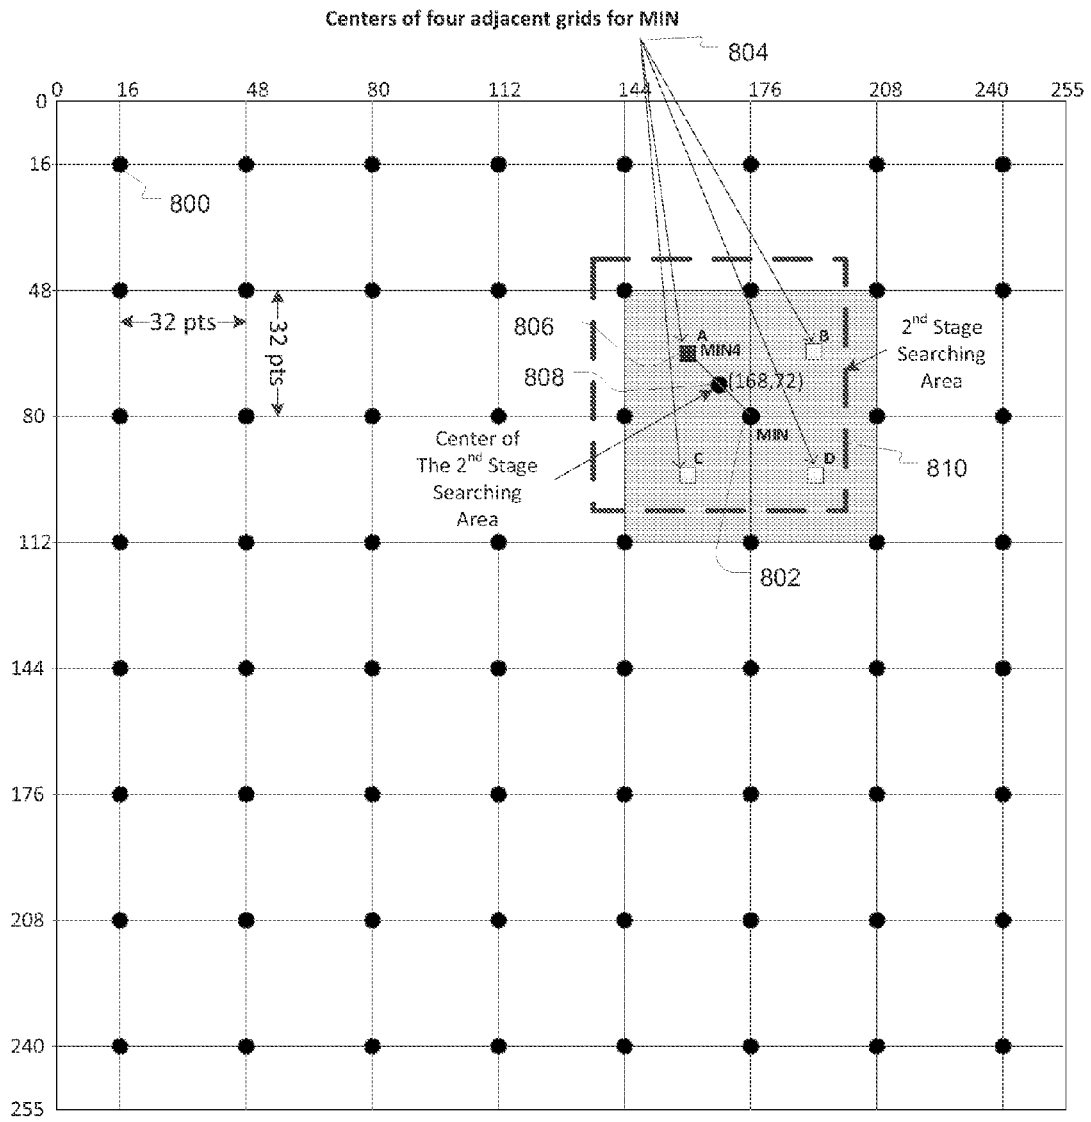 Centers of four adjacent grids for MIN
804
0 16 48 80 112 144 176 208 240 255
0
16
800
48
32 pts
32 pts
806
A
MIN4
B
2nd Stage
Searching
Area
808
(168,72)
80
MIN
Center of
The 2nd Stage
Searching
Area
C
D
810
112
802
144
176
208
240
255